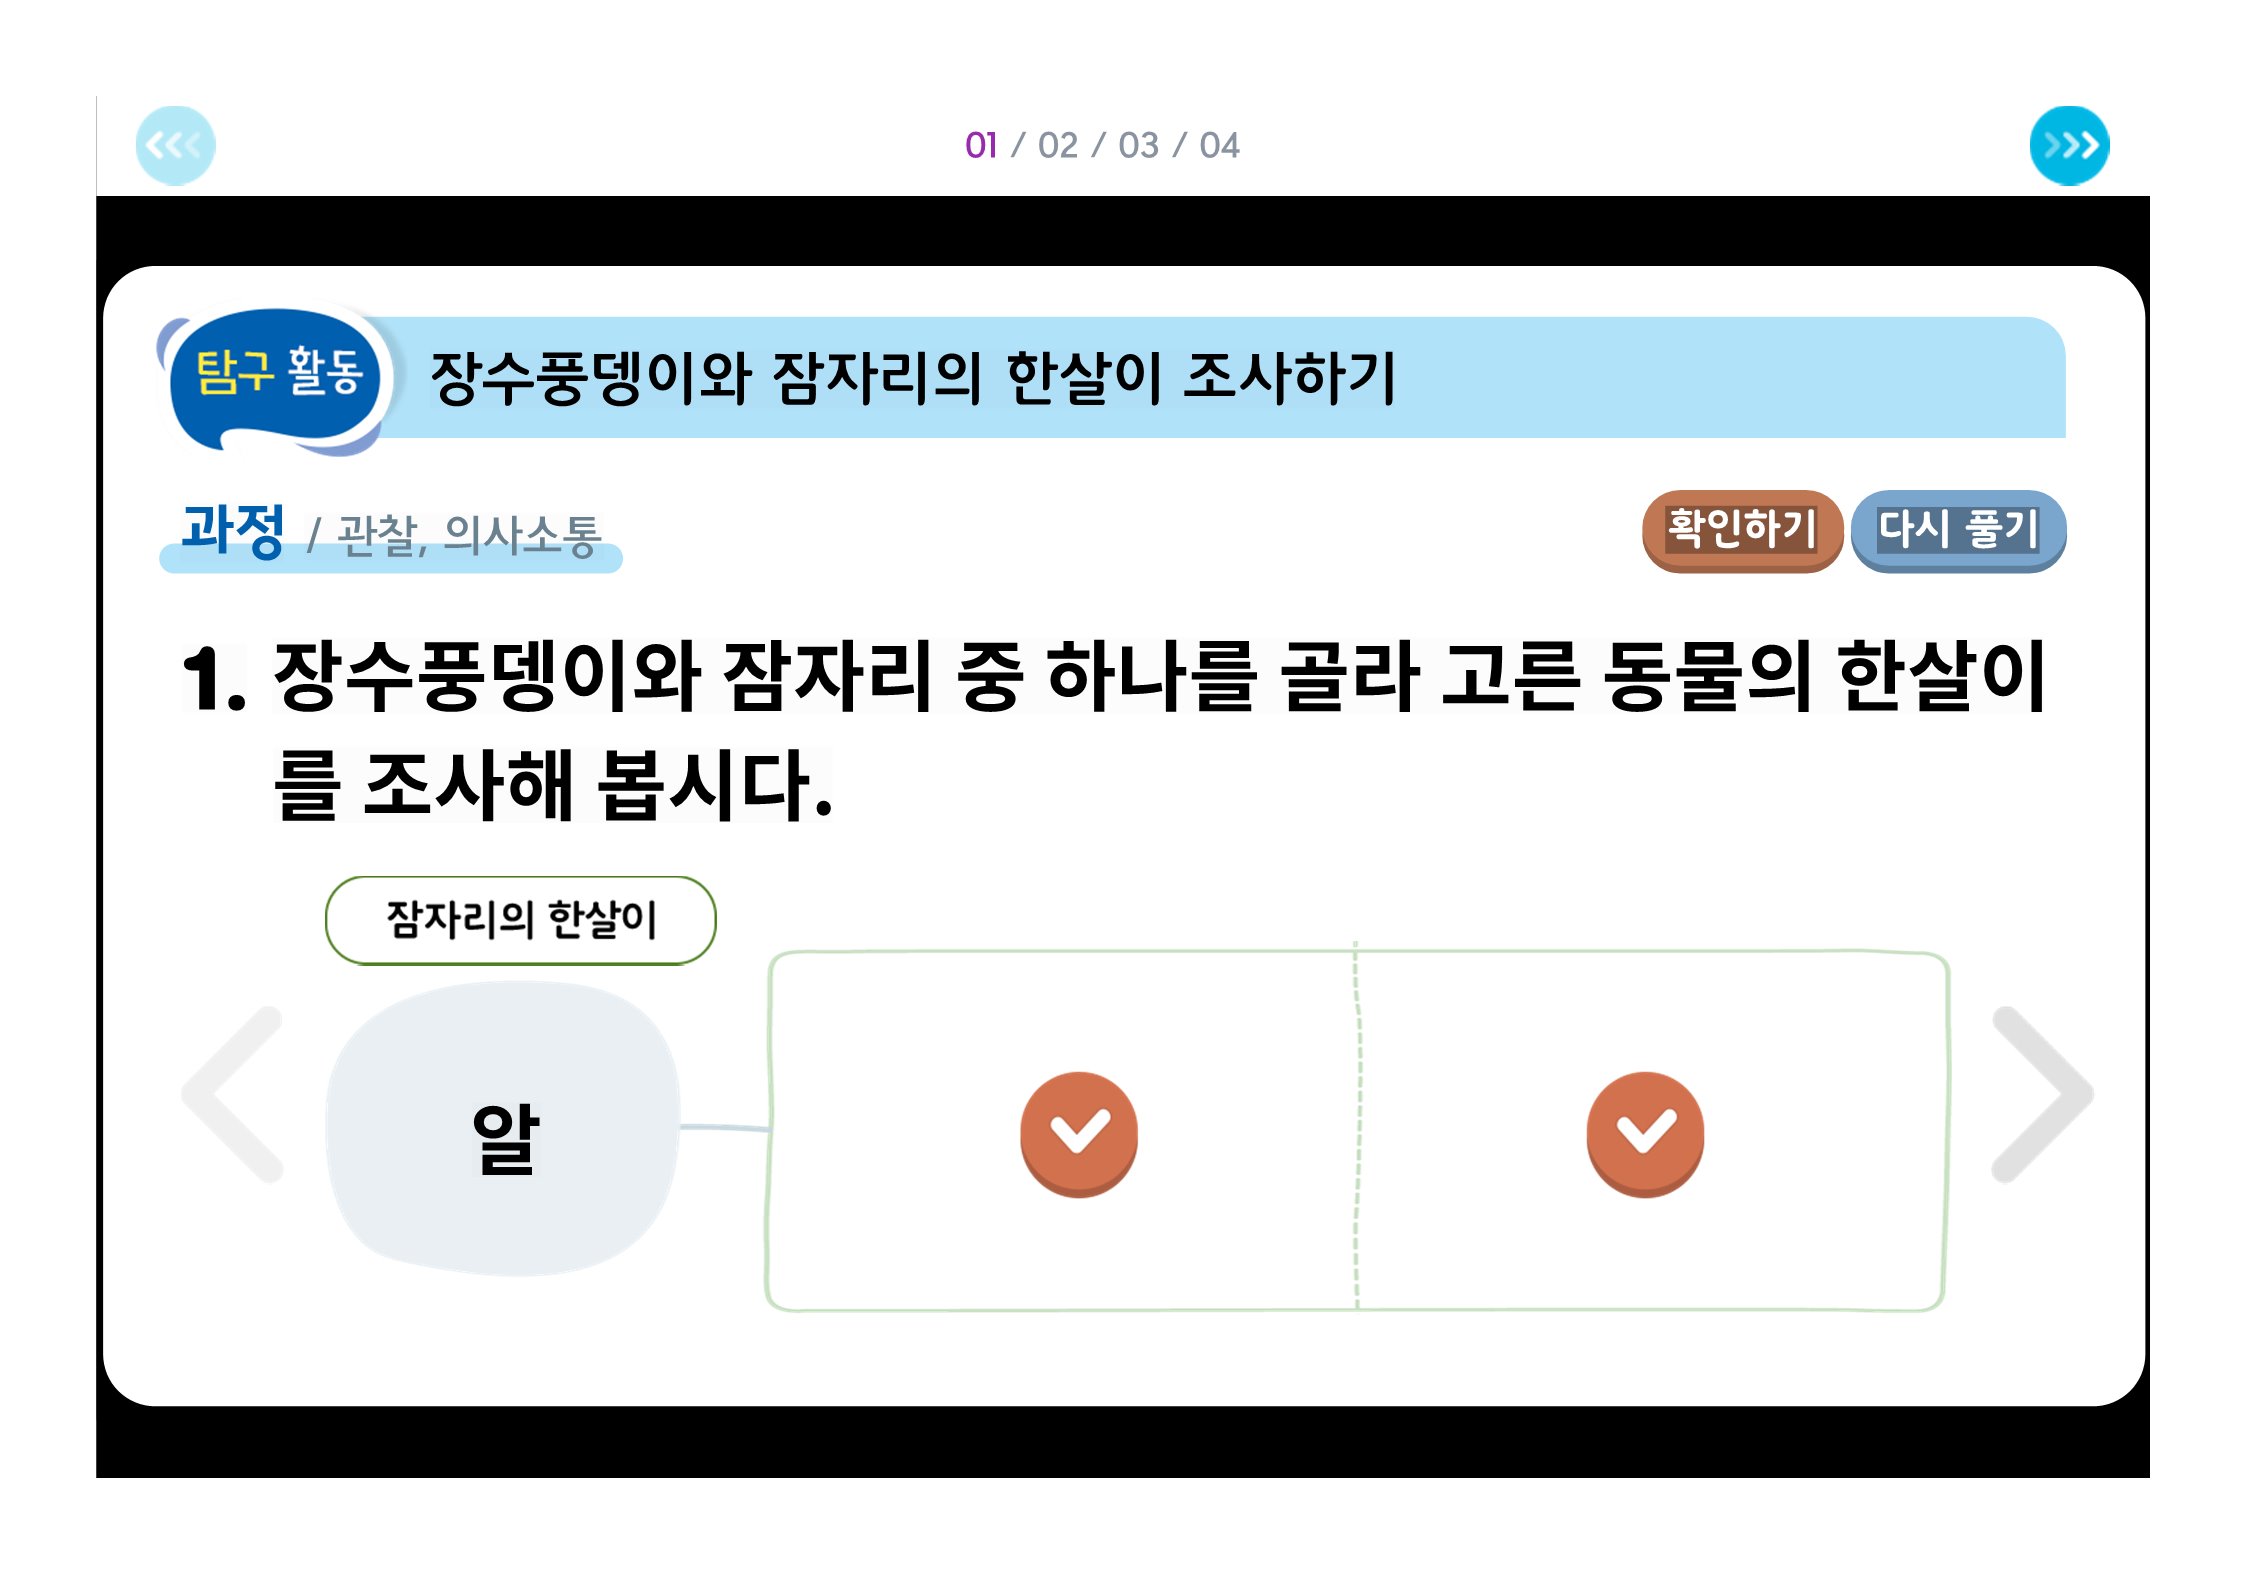 01 / 02 / 03 / 04
탐구 활동
장수풍뎅이와 잠자리의 한살이 조사하기
과정 / 관찰, 의사소통
확인하기
다시 풀기
1. 장수풍뎅이와 잠자리 중 하나를 골라 고른 동물의 한살이
를 조사해 봅시다.
잠자리의 한살이
알